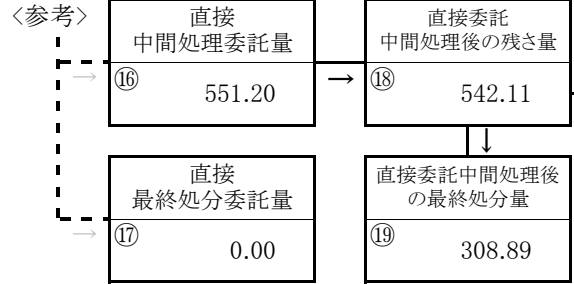 〈参考〉
直接
中間処理委託量
⑯
551.20
→
直接委託
中間処理後の残さ量
⑱
542.11
→
↓
直接
最終処分委託量
⑰
0.00
→
直接委託中間処理後
の最終処分量
⑲
308.89